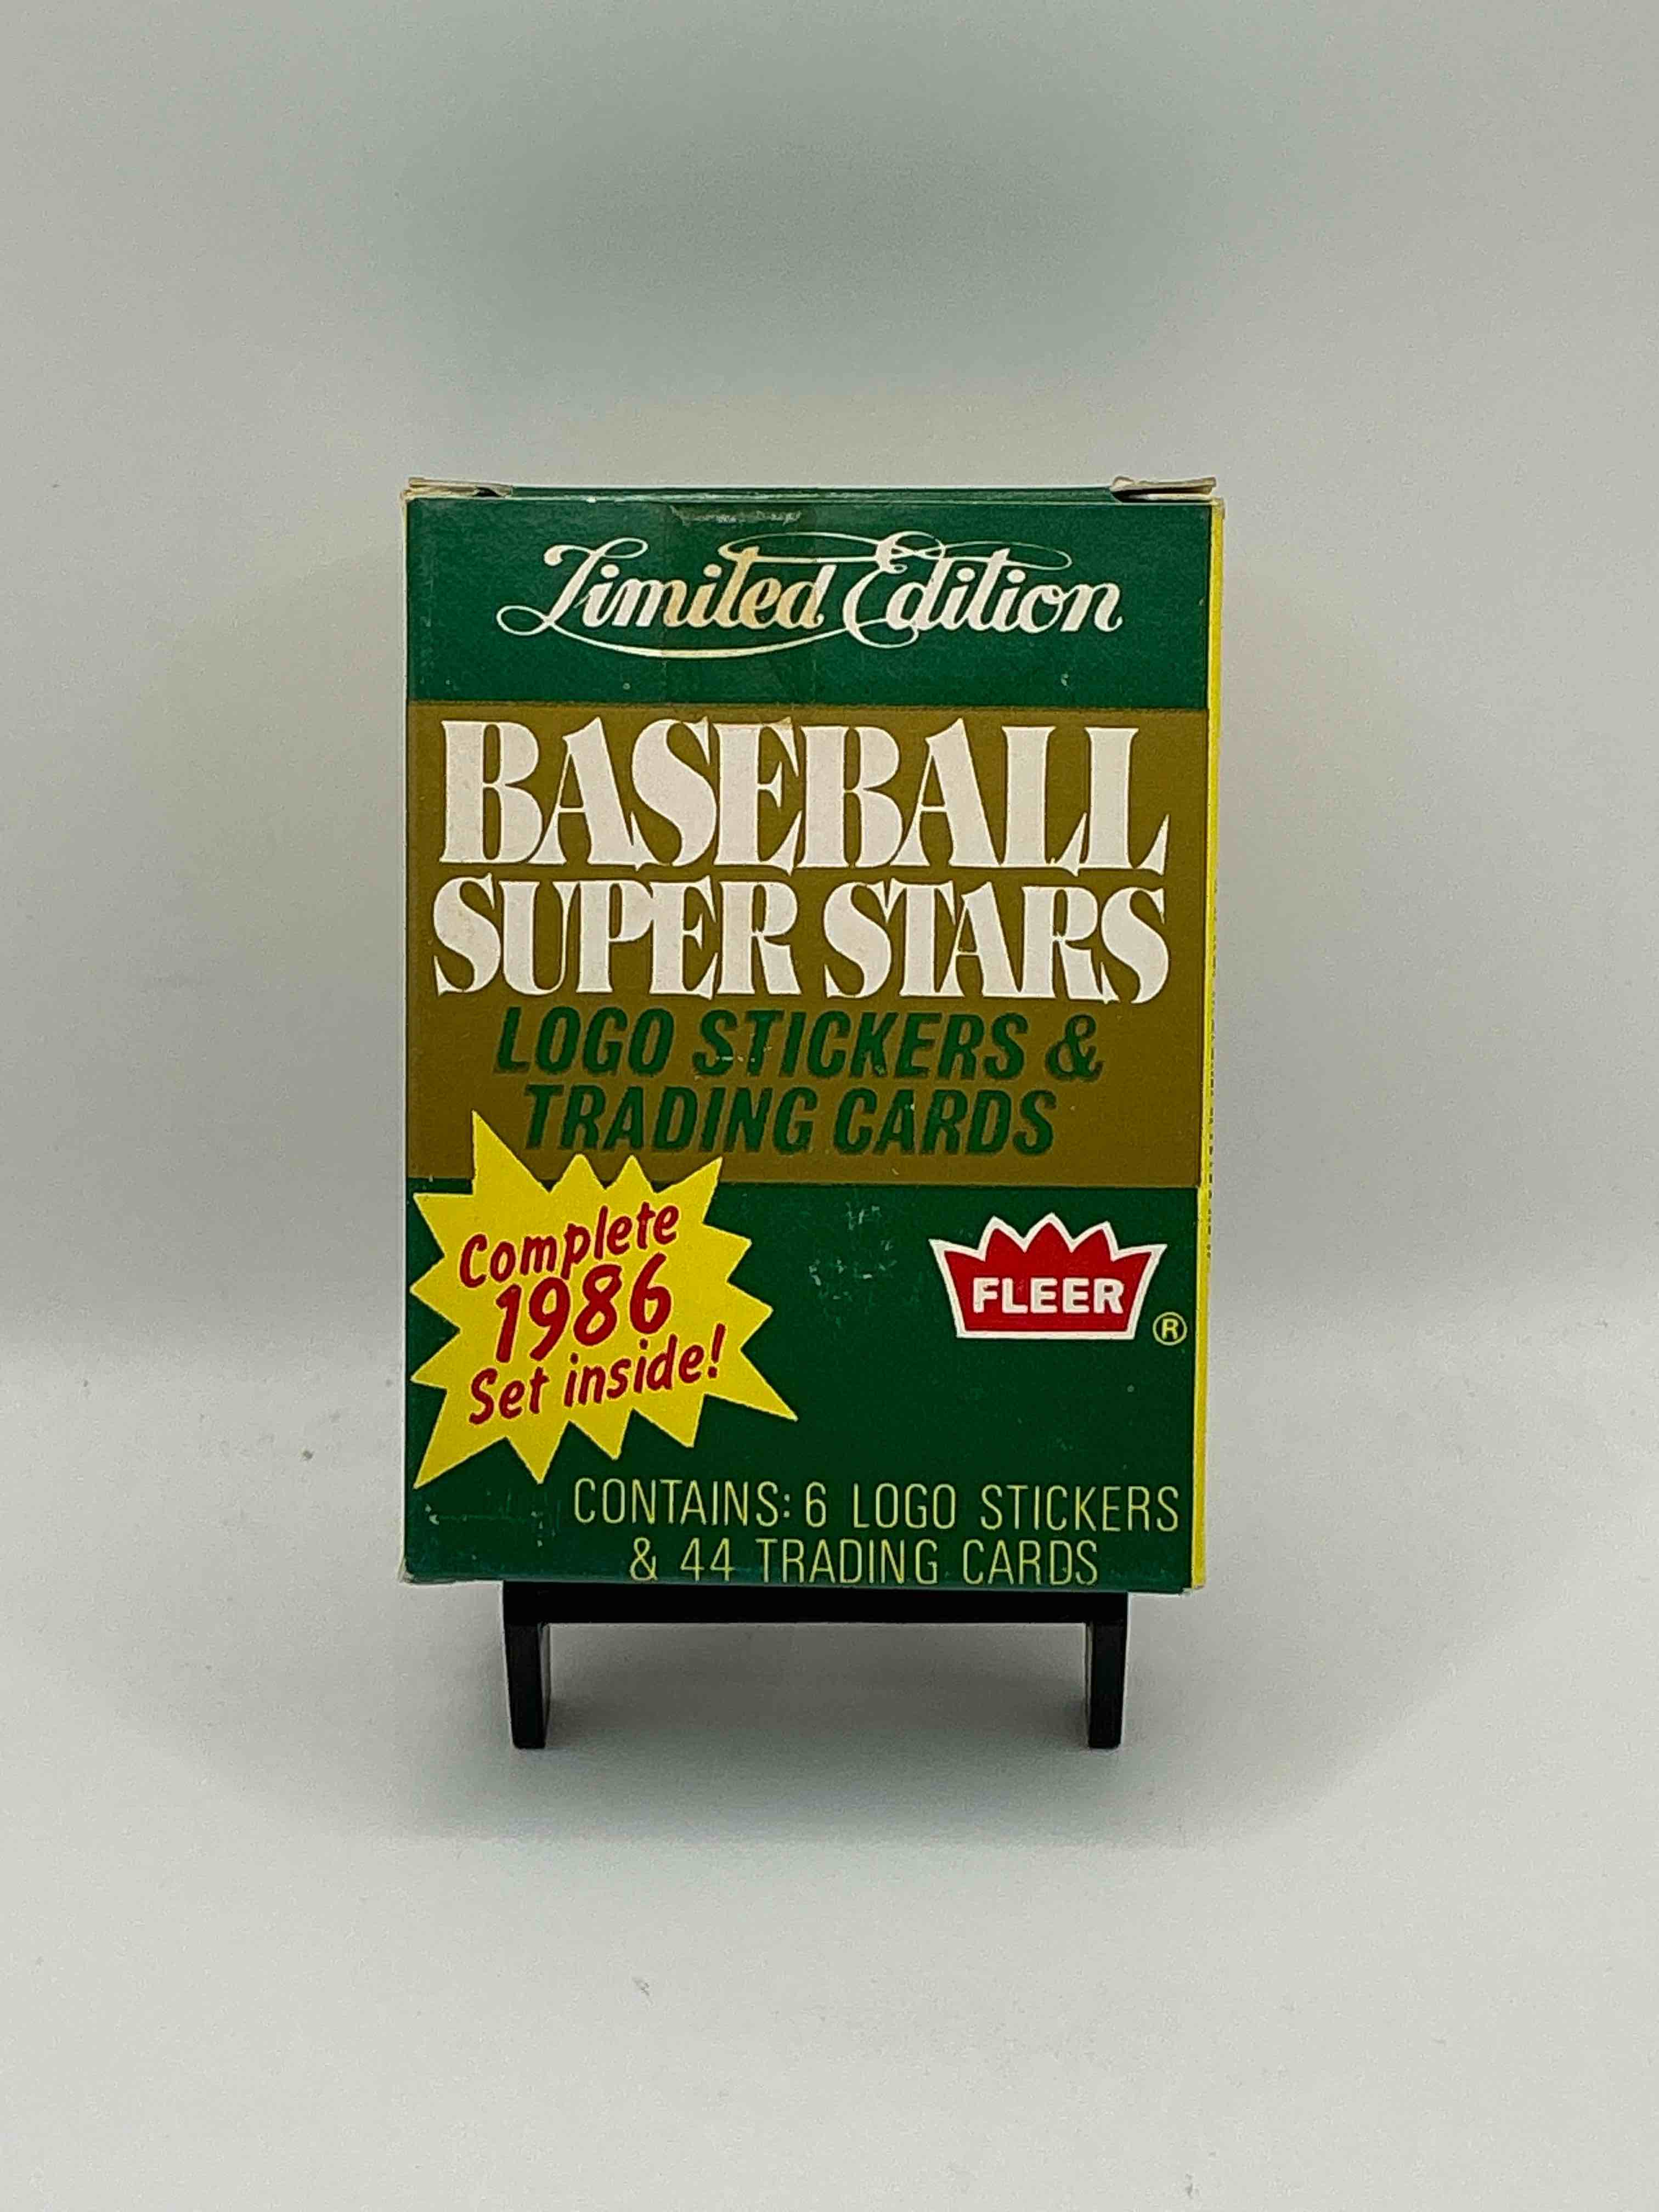 Limited Edition
BASEBALL
SUPER STARS
LOGO STICKERS &
TRADING CARDS
Complete
1986
Set inside!
FLEER
®
CONTAINS: 6 LOGO STICKERS
& 44 TRADING CARDS